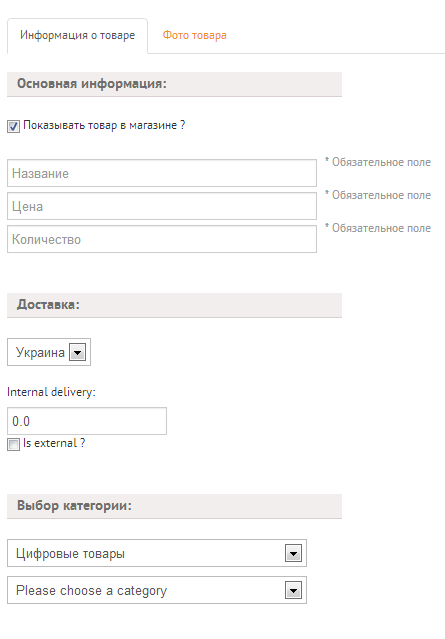 Информация о товаре Фото товара
Основная информация:
Показывать товар в магазине ?
Название * Обязательное поле
Цена * Обязательное поле
Количество * Обязательное поле
Доставка:
Украина
Internal delivery:
0.0
Is external ?
Выбор категории:
Цифровые товары
Please choose a category